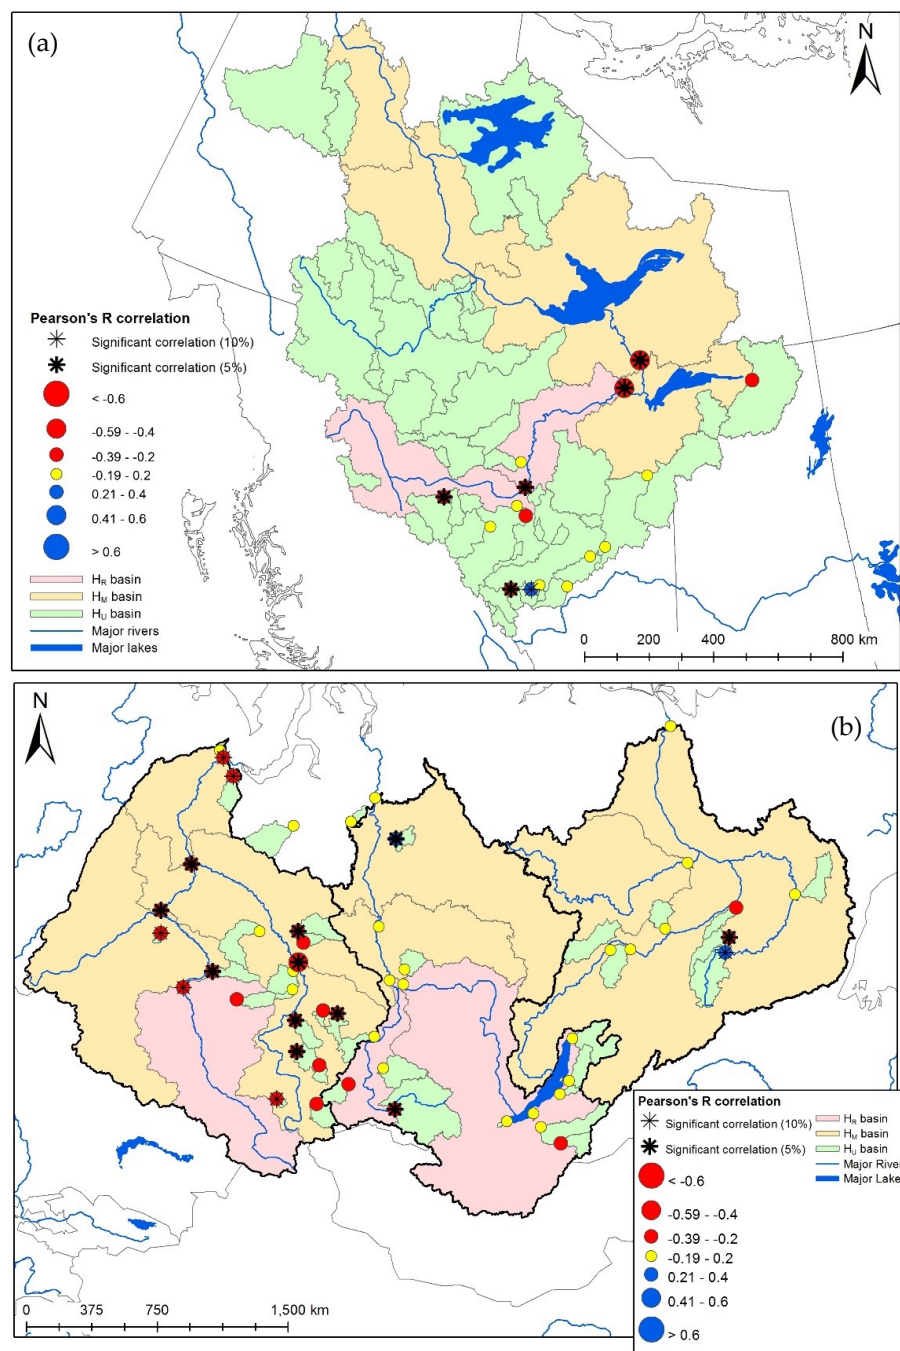 (a)
N
Pearson's R correlation
Significant correlation (10%)
Significant correlation (5%)
< -0.6
-0.59 - -0.4
-0.39 - -0.2
-0.19 - 0.2
0.21 - 0.4
0.41 - 0.6
> 0.6
HR basin
HM basin
HU basin
Major rivers
Major lakes
0 200 400 800 km
N
(b)
Pearson's R correlation
Significant correlation (10%)
Significant correlation (5%)
< -0.6
-0.59 - -0.4
-0.39 - -0.2
-0.19 - 0.2
0.21 - 0.4
0.41 - 0.6
> 0.6
HR basin
HM basin
HU basin
Major River
Major Lake
0 375 750 1,500 km